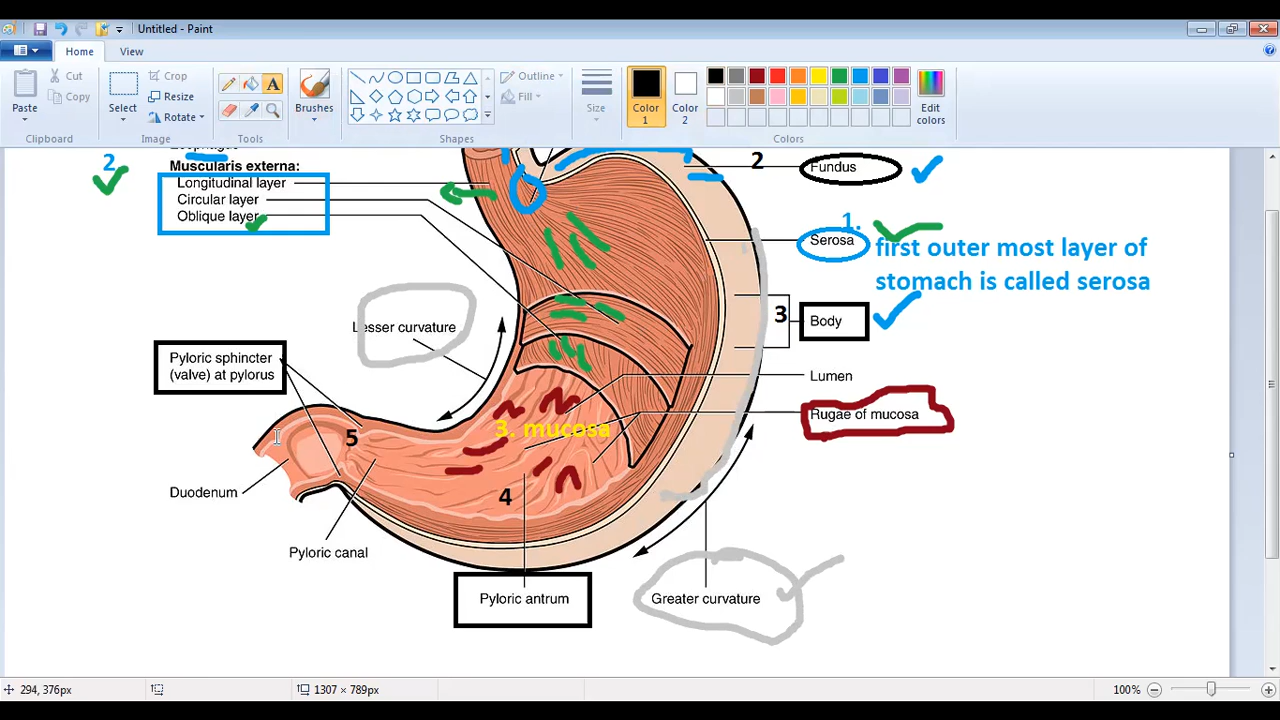 Untitled - Paint
Home View
Paste
Cut
Copy
Clipboard
Select
Crop
Resize
Rotate
Image
Tools
Brushes
Shapes
Outline
Fill
Size
Color 1
Color 2
Edit colors
Colors
2
Esophagus
Muscularis externa:
Longitudinal layer
Circular layer
Oblique layer
2
Fundus
1.
Serosa
first outer most layer of
stomach is called serosa
3
Body
Lesser curvature
Pyloric sphincter
(valve) at pylorus
Lumen
Rugae of mucosa
3. mucosa
5
4
Duodenum
Pyloric canal
Pyloric antrum
Greater curvature
294, 376px
1307 × 789px
100%